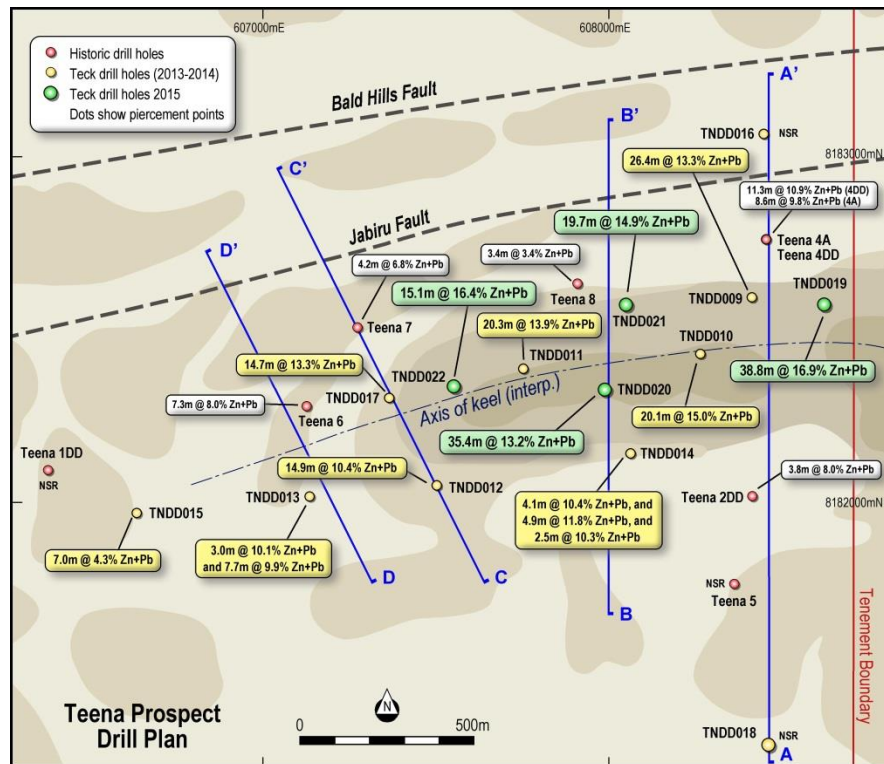 607000mE
608000mE
Historic drill holes
Teck drill holes (2013-2014)
Teck drill holes 2015
Dots show piercement points
Bald Hills Fault
A'
B'
TNDD016
NSR
26.4m @ 13.3% Zn+Pb
8183000mN
C'
11.3m @ 10.9% Zn+Pb (4DD)
8.6m @ 9.8% Zn+Pb (4A)
19.7m @ 14.9% Zn+Pb
Jabiru Fault
D'
3.4m @ 3.4% Zn+Pb
Teena 4A
Teena 4DD
4.2m @ 6.8% Zn+Pb
15.1m @ 16.4% Zn+Pb
Teena 8
TNDD009
TNDD019
TNDD021
Teena 7
20.3m @ 13.9% Zn+Pb
TNDD010
TNDD011
14.7m @ 13.3% Zn+Pb
TNDD022
38.8m @ 16.9% Zn+Pb
TNDD017
TNDD020
Axis of keel (interp.)
7.3m @ 8.0% Zn+Pb
Teena 6
20.1m @ 15.0% Zn+Pb
35.4m @ 13.2% Zn+Pb
Teena 1DD
NSR
TNDD014
14.9m @ 10.4% Zn+Pb
3.8m @ 8.0% Zn+Pb
TNDD012
TNDD013
Teena 2DD
8182000mN
TNDD015
4.1m @ 10.4% Zn+Pb, and
4.9m @ 11.8% Zn+Pb, and
2.5m @ 10.3% Zn+Pb
7.0m @ 4.3% Zn+Pb
3.0m @ 10.1% Zn+Pb
and 7.7m @ 9.9% Zn+Pb
D
C
NSR
Teena 5
B
Tenement Boundary
Teena Prospect
Drill Plan
N
0
500m
TNDD018
NSR
A